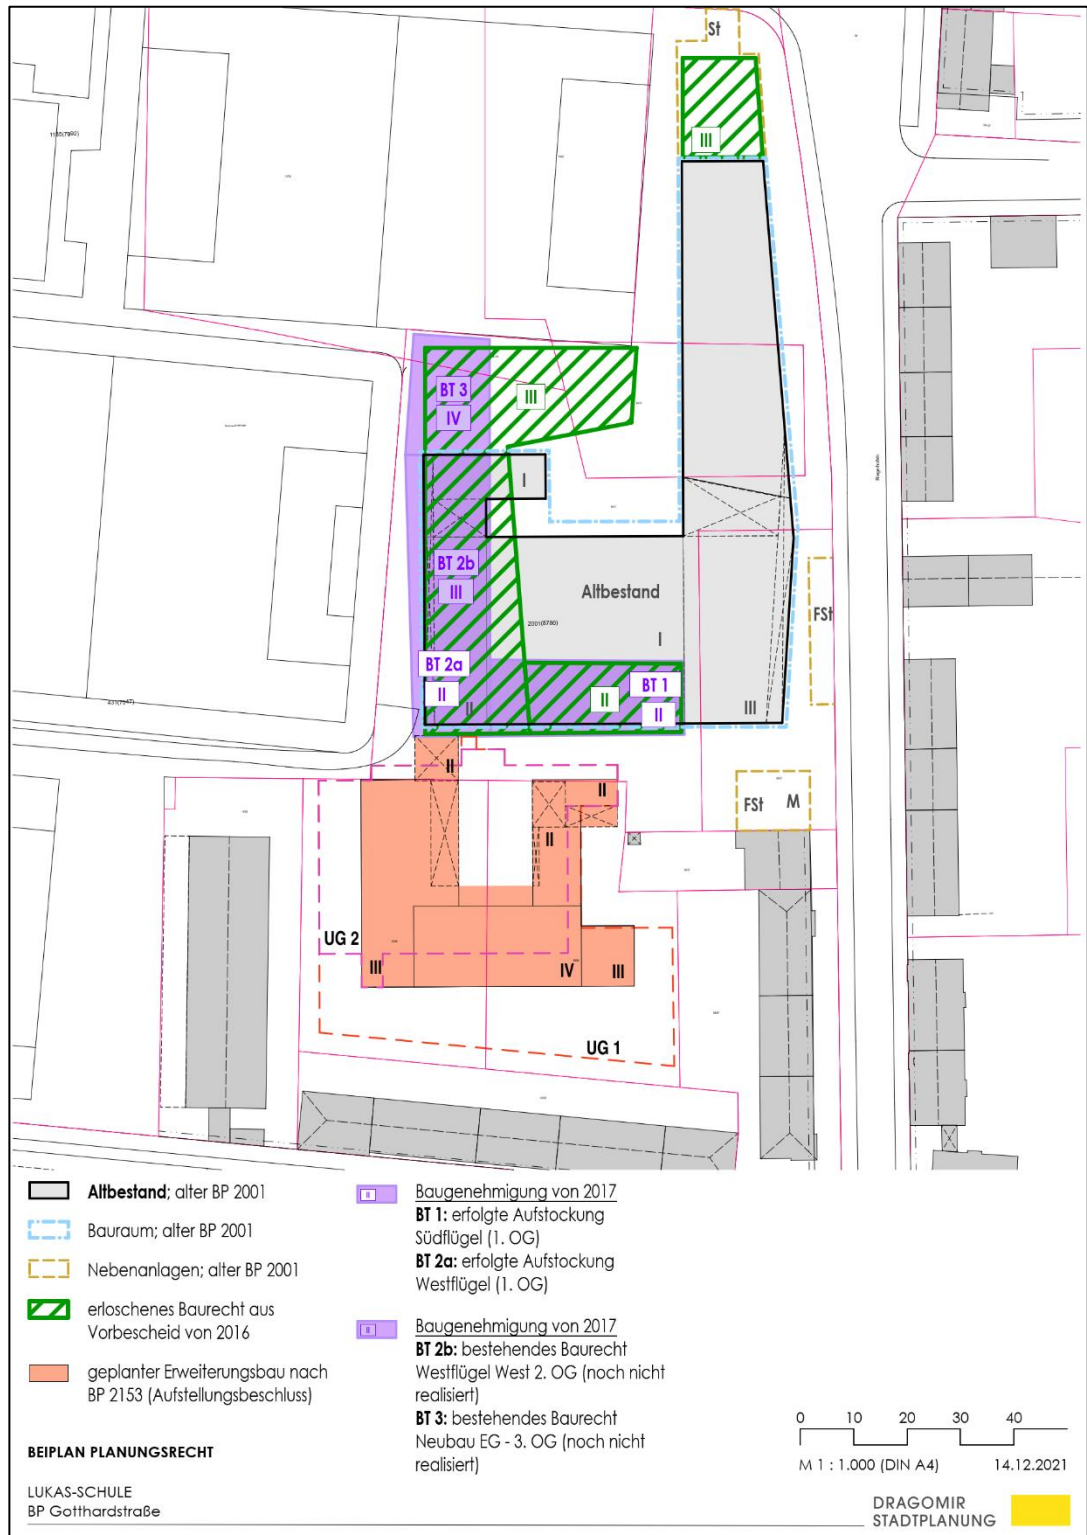 St
III
BT 3
IV
III
I
BT 2b
III
Altbestand
2001(8786)
I
FSt
BT 2a
II
II
II
BT 1
II
III
II
II
II
FSt M
UG 2
III
IV
III
UG 1
Altbestand; alter BP 2001
Bauraum; alter BP 2001
Nebenanlagen; alter BP 2001
erloschenes Baurecht aus
Vorbescheid von 2016
geplanter Erweiterungsbau nach
BP 2153 (Aufstellungsbeschluss)
II
Baugenehmigung von 2017
BT 1: erfolgte Aufstockung
Südflügel (1. OG)
BT 2a: erfolgte Aufstockung
Westflügel (1. OG)
II
Baugenehmigung von 2017
BT 2b: bestehendes Baurecht
Westflügel West 2. OG (noch nicht
realisiert)
BT 3: bestehendes Baurecht
Neubau EG - 3. OG (noch nicht
realisiert)
BEIPLAN PLANUNGSRECHT
LUKAS-SCHULE
BP Gotthardstraße
0 10 20 30 40
M 1 : 1.000 (DIN A4) 14.12.2021
DRAGOMIR
STADTPLANUNG